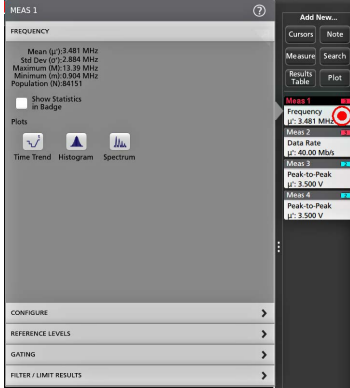 MEAS 1
?
FREQUENCY
Mean (µ'):3.481 MHz
Std Dev (σ'):2.884 MHz
Maximum (M):13.39 MHz
Minimum (m):0.904 MHz
Population (N):84151
Show Statistics
in Badge
Plots
Time Trend Histogram Spectrum
CONFIGURE
REFERENCE LEVELS
GATING
FILTER / LIMIT RESULTS
Add New...
Cursors Note
Measure Search
Results Table Plot
Meas 1
Frequency
µ': 3.481 MHz
Meas 2
Data Rate
µ': 40.00 Mb/s
Meas 3
Peak-to-Peak
µ': 3.500 V
Meas 4
Peak-to-Peak
µ': 3.500 V